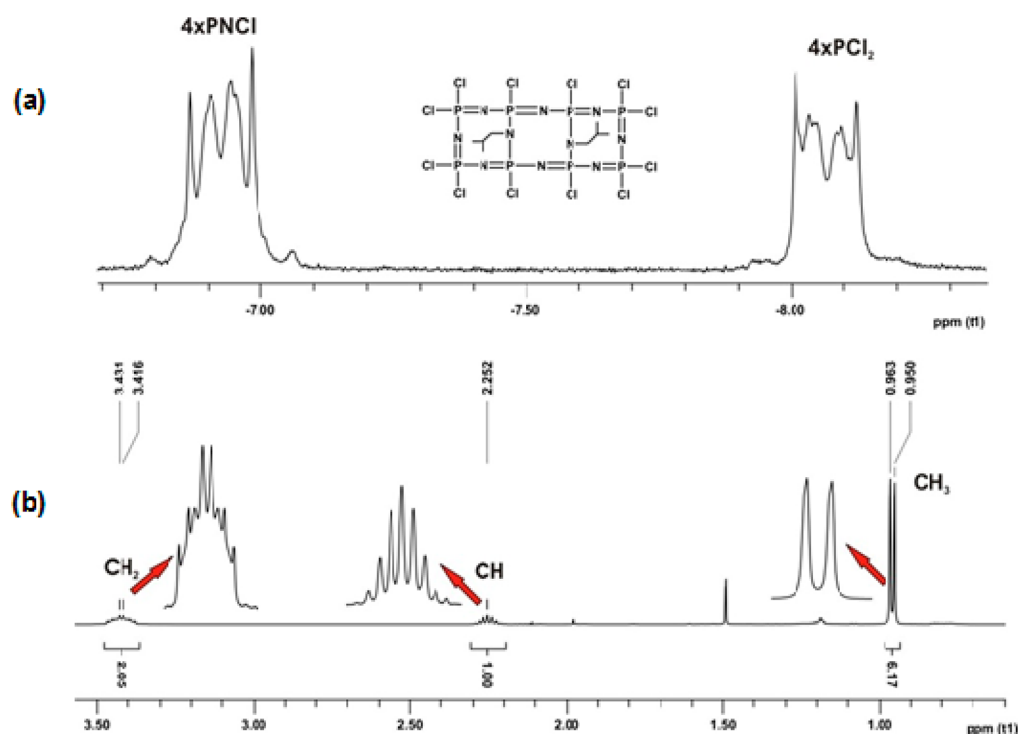 4xPNCl
4xPCl₂
(a)
Cl Cl Cl Cl
Cl P N P N P N P Cl
N N N N
Cl P N P N P N P Cl
Cl Cl Cl Cl
-7.00 -7.50 -8.00
ppm (t1)
3.431
3.416
2.252
0.963
0.950
(b)
CH₂
CH
CH₃
2.05
1.00
6.17
3.50 3.00 2.50 2.00 1.50 1.00
ppm (t1)